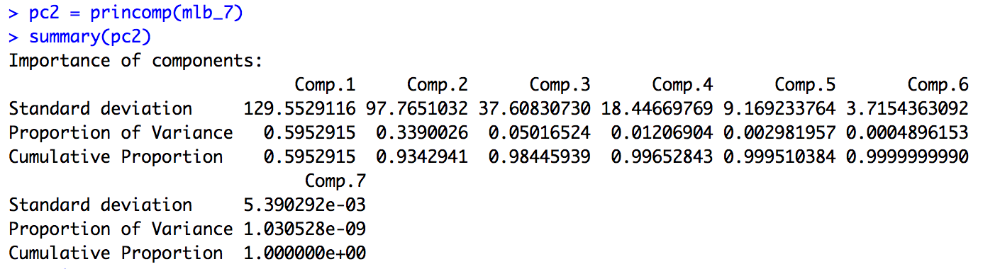 > pc2 = princomp(mlb_7)
> summary(pc2)
Importance of components:
                          Comp.1     Comp.2      Comp.3      Comp.4      Comp.5       Comp.6
Standard deviation     129.5529116 97.7651032 37.60830730 18.44669769 9.169233764 3.7154363092
Proportion of Variance   0.5952915  0.3390026  0.05016524  0.01206904 0.002981957 0.0004896153
Cumulative Proportion    0.5952915  0.9342941  0.98445939  0.99652843 0.999510384 0.9999999990
                           Comp.7
Standard deviation     5.390292e-03
Proportion of Variance 1.030528e-09
Cumulative Proportion  1.000000e+00